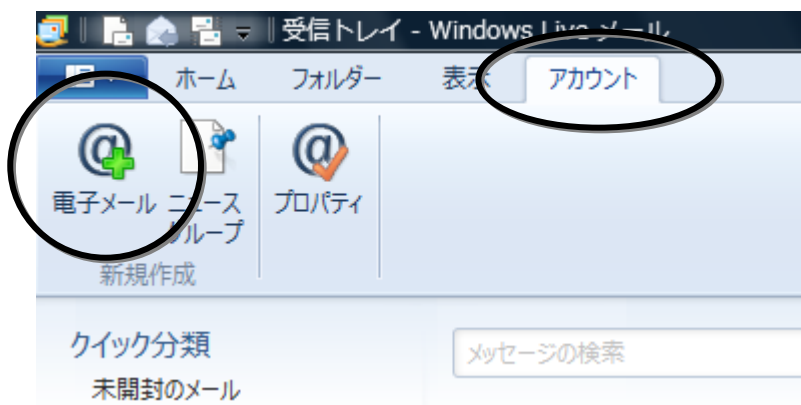 受信トレイ - Windows Live メール
ホーム フォルダー 表示 アカウント
電子メール ニュース グループ プロパティ
新規作成
クイック分類 メッセージの検索
未開封のメール